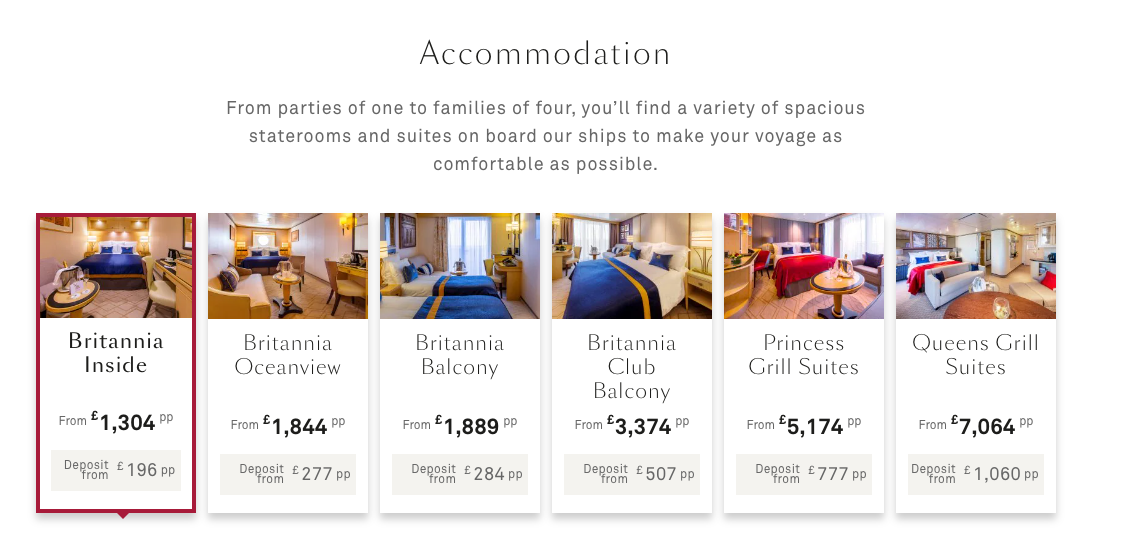 Accommodation
From parties of one to families of four, you’ll find a variety of spacious
staterooms and suites on board our ships to make your voyage as
comfortable as possible.
Britannia
Inside
From £1,304 pp
Deposit
from £196 pp
Britannia
Oceanview
From £1,844 pp
Deposit
from £277 pp
Britannia
Balcony
From £1,889 pp
Deposit
from £284 pp
Britannia
Club
Balcony
From £3,374 pp
Deposit
from £507 pp
Princess
Grill Suites
From £5,174 pp
Deposit
from £777 pp
Queens Grill
Suites
From £7,064 pp
Deposit
from £1,060 pp